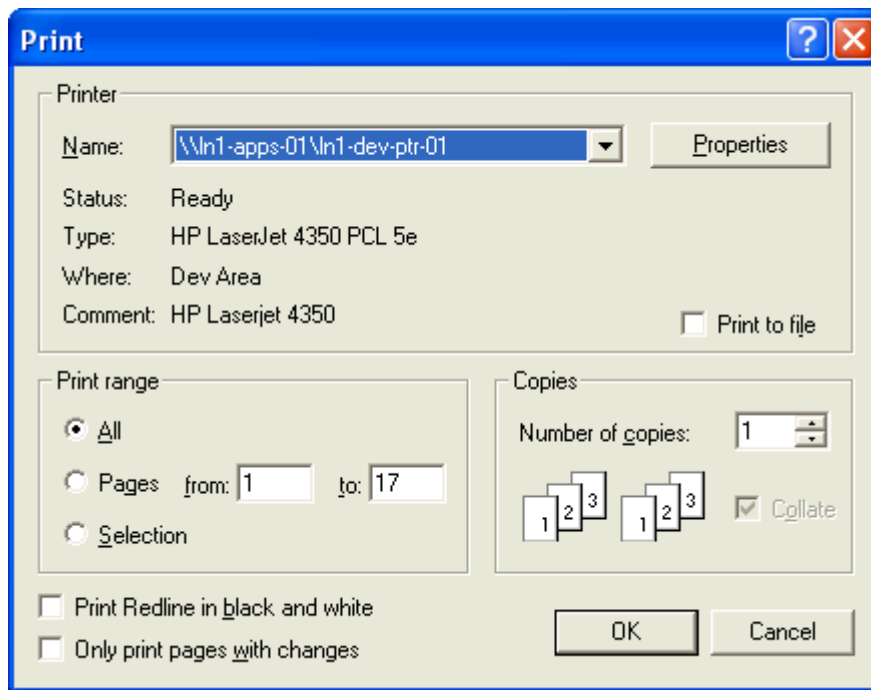 Print
Printer
Name: \\ln1-apps-01\ln1-dev-ptr-01 Properties
Status: Ready
Type: HP LaserJet 4350 PCL 5e
Where: Dev Area
Comment: HP Laserjet 4350
Print to file
Print range
All
Pages from: 1 to: 17
Selection
Copies
Number of copies: 1
1 2 3 1 2 3 Collate
Print Redline in black and white
Only print pages with changes
OK Cancel